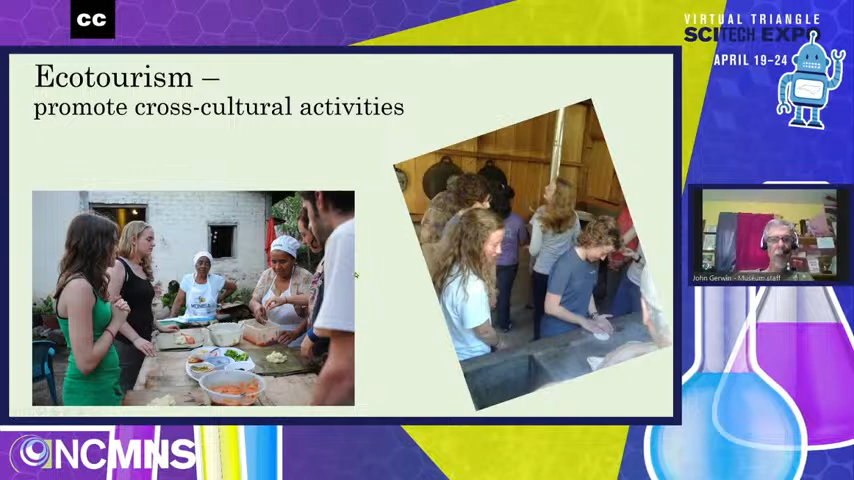 CC
VIRTUAL TRIANGLE
SCITECH EXPO
APRIL 19–24
Ecotourism –
promote cross-cultural activities
John Gerwin - Museum staff
NCMNS